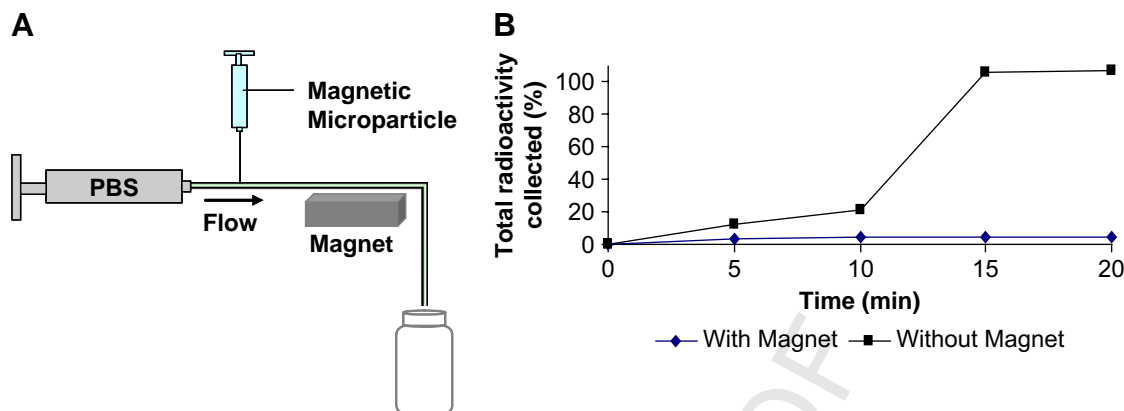 A
Magnetic
Microparticle
PBS
Flow
Magnet
B
Total radioactivity
collected (%)
100
80
60
40
20
0
0 5 10 15 20
Time (min)
With Magnet Without Magnet
OF